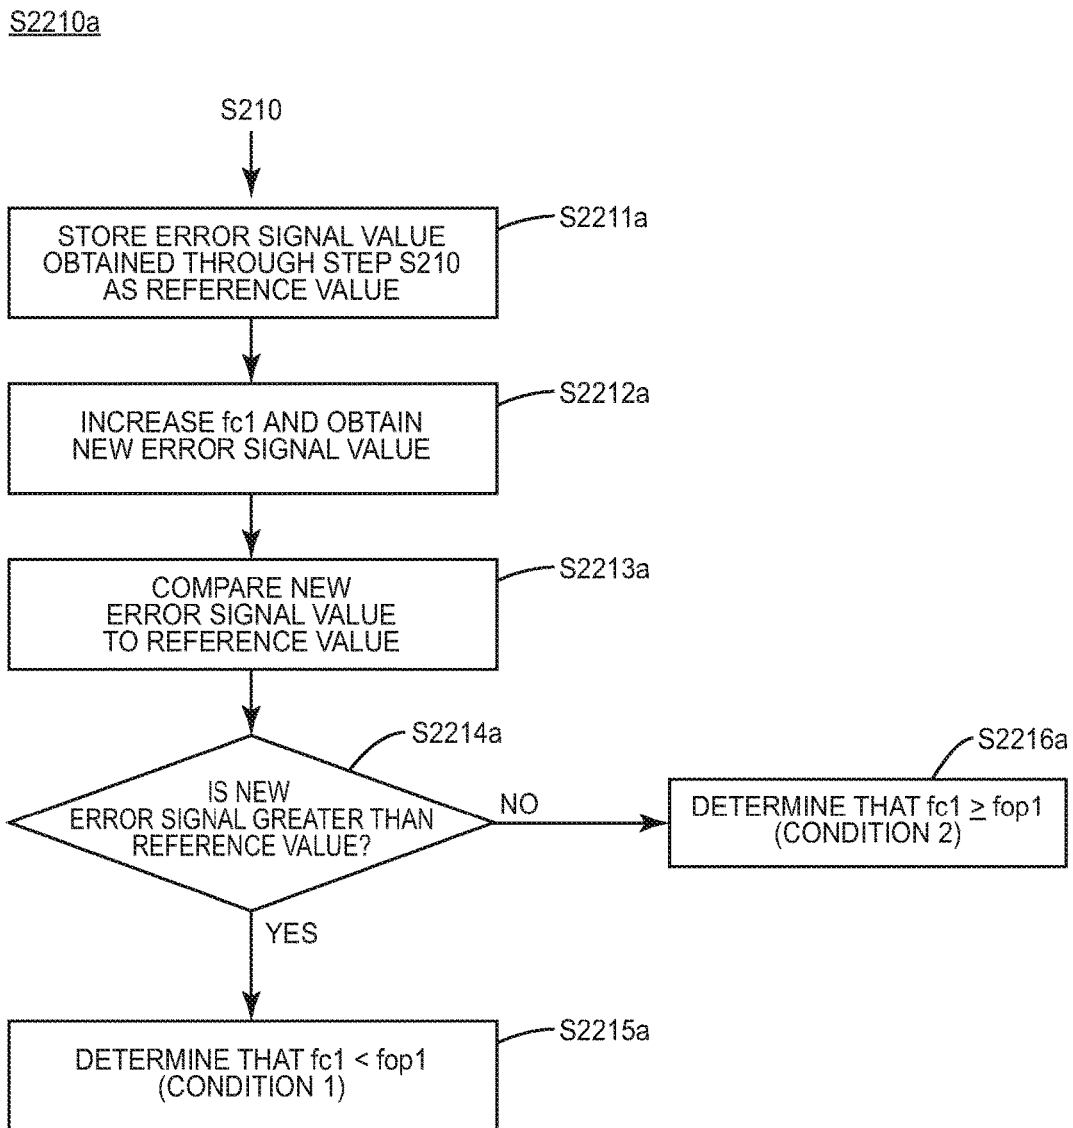 S2210a
S210
STORE ERROR SIGNAL VALUE
OBTAINED THROUGH STEP S210
AS REFERENCE VALUE
S2211a
INCREASE fc1 AND OBTAIN
NEW ERROR SIGNAL VALUE
S2212a
COMPARE NEW
ERROR SIGNAL VALUE
TO REFERENCE VALUE
S2213a
IS NEW
ERROR SIGNAL GREATER THAN
REFERENCE VALUE?
S2214a
NO
DETERMINE THAT fc1 ≥ fop1
(CONDITION 2)
S2216a
YES
DETERMINE THAT fc1 < fop1
(CONDITION 1)
S2215a